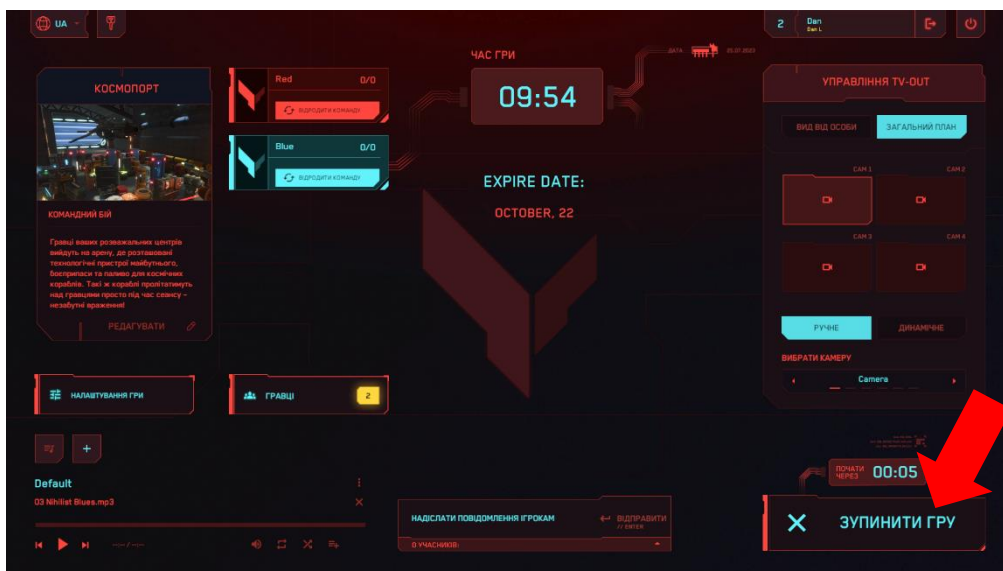 UA
2
Dan
Dan L
ЧАС ГРИ
09:54
ДАТА:
КОСМОПОРТ
КОМАНДНИЙ БІЙ
Гравці ваших розважальних центрів
вийдуть на арену, де розташовані
технологічні пристрої майбутнього,
боєприпаси та паливо для космічних
кораблів. Такі ж кораблі пролітатимуть
над гравцями просто під час сеансу –
незабутні враження!
РЕДАГУВАТИ
Red 0/0
ВІДРОДИТИ КОМАНДУ
Blue 0/0
ВІДРОДИТИ КОМАНДУ
EXPIRE DATE:
OCTOBER, 22
УПРАВЛІННЯ TV-OUT
ВИД ВІД ОСОБИ
ЗАГАЛЬНИЙ ПЛАН
CAM 1
CAM 2
CAM 3
CAM 4
РУЧНЕ
ДИНАМІЧНЕ
ВИБРАТИ КАМЕРУ
Camera
НАЛАШТУВАННЯ ГРИ
ГРАВЦІ
2
Default
03 Nihilist Blues.mp3
--:-- / --:--
НАДІСЛАТИ ПОВІДОМЛЕННЯ ІГРОКАМ
ВІДПРАВИТИ
// ENTER
0 УЧАСНИКІВ:
ПОЧАТИ
ЧЕРЕЗ
00:05
ЗУПИНИТИ ГРУ